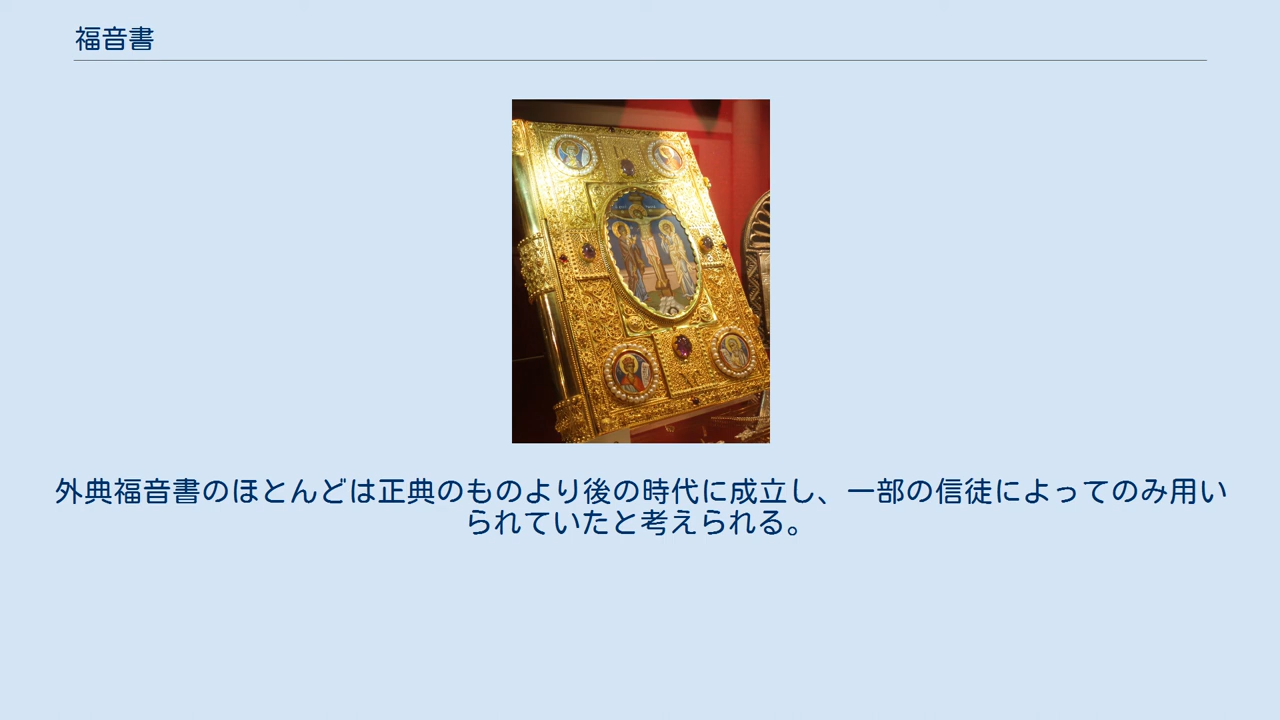 福音書
外典福音書のほとんどは正典のものより後の時代に成立し、一部の信徒によってのみ用い
られていたと考えられる。